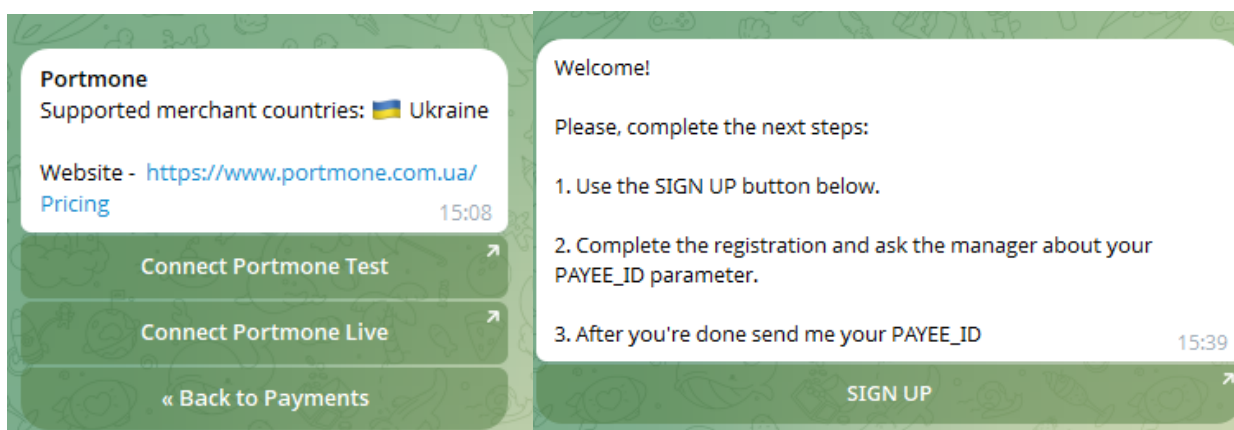 Portmone
Supported merchant countries: 🇺🇦 Ukraine
Website - https://www.portmone.com.ua/
Pricing
15:08
Connect Portmone Test
Connect Portmone Live
« Back to Payments
Welcome!
Please, complete the next steps:
1. Use the SIGN UP button below.
2. Complete the registration and ask the manager about your
PAYEE_ID parameter.
3. After you're done send me your PAYEE_ID
15:39
SIGN UP